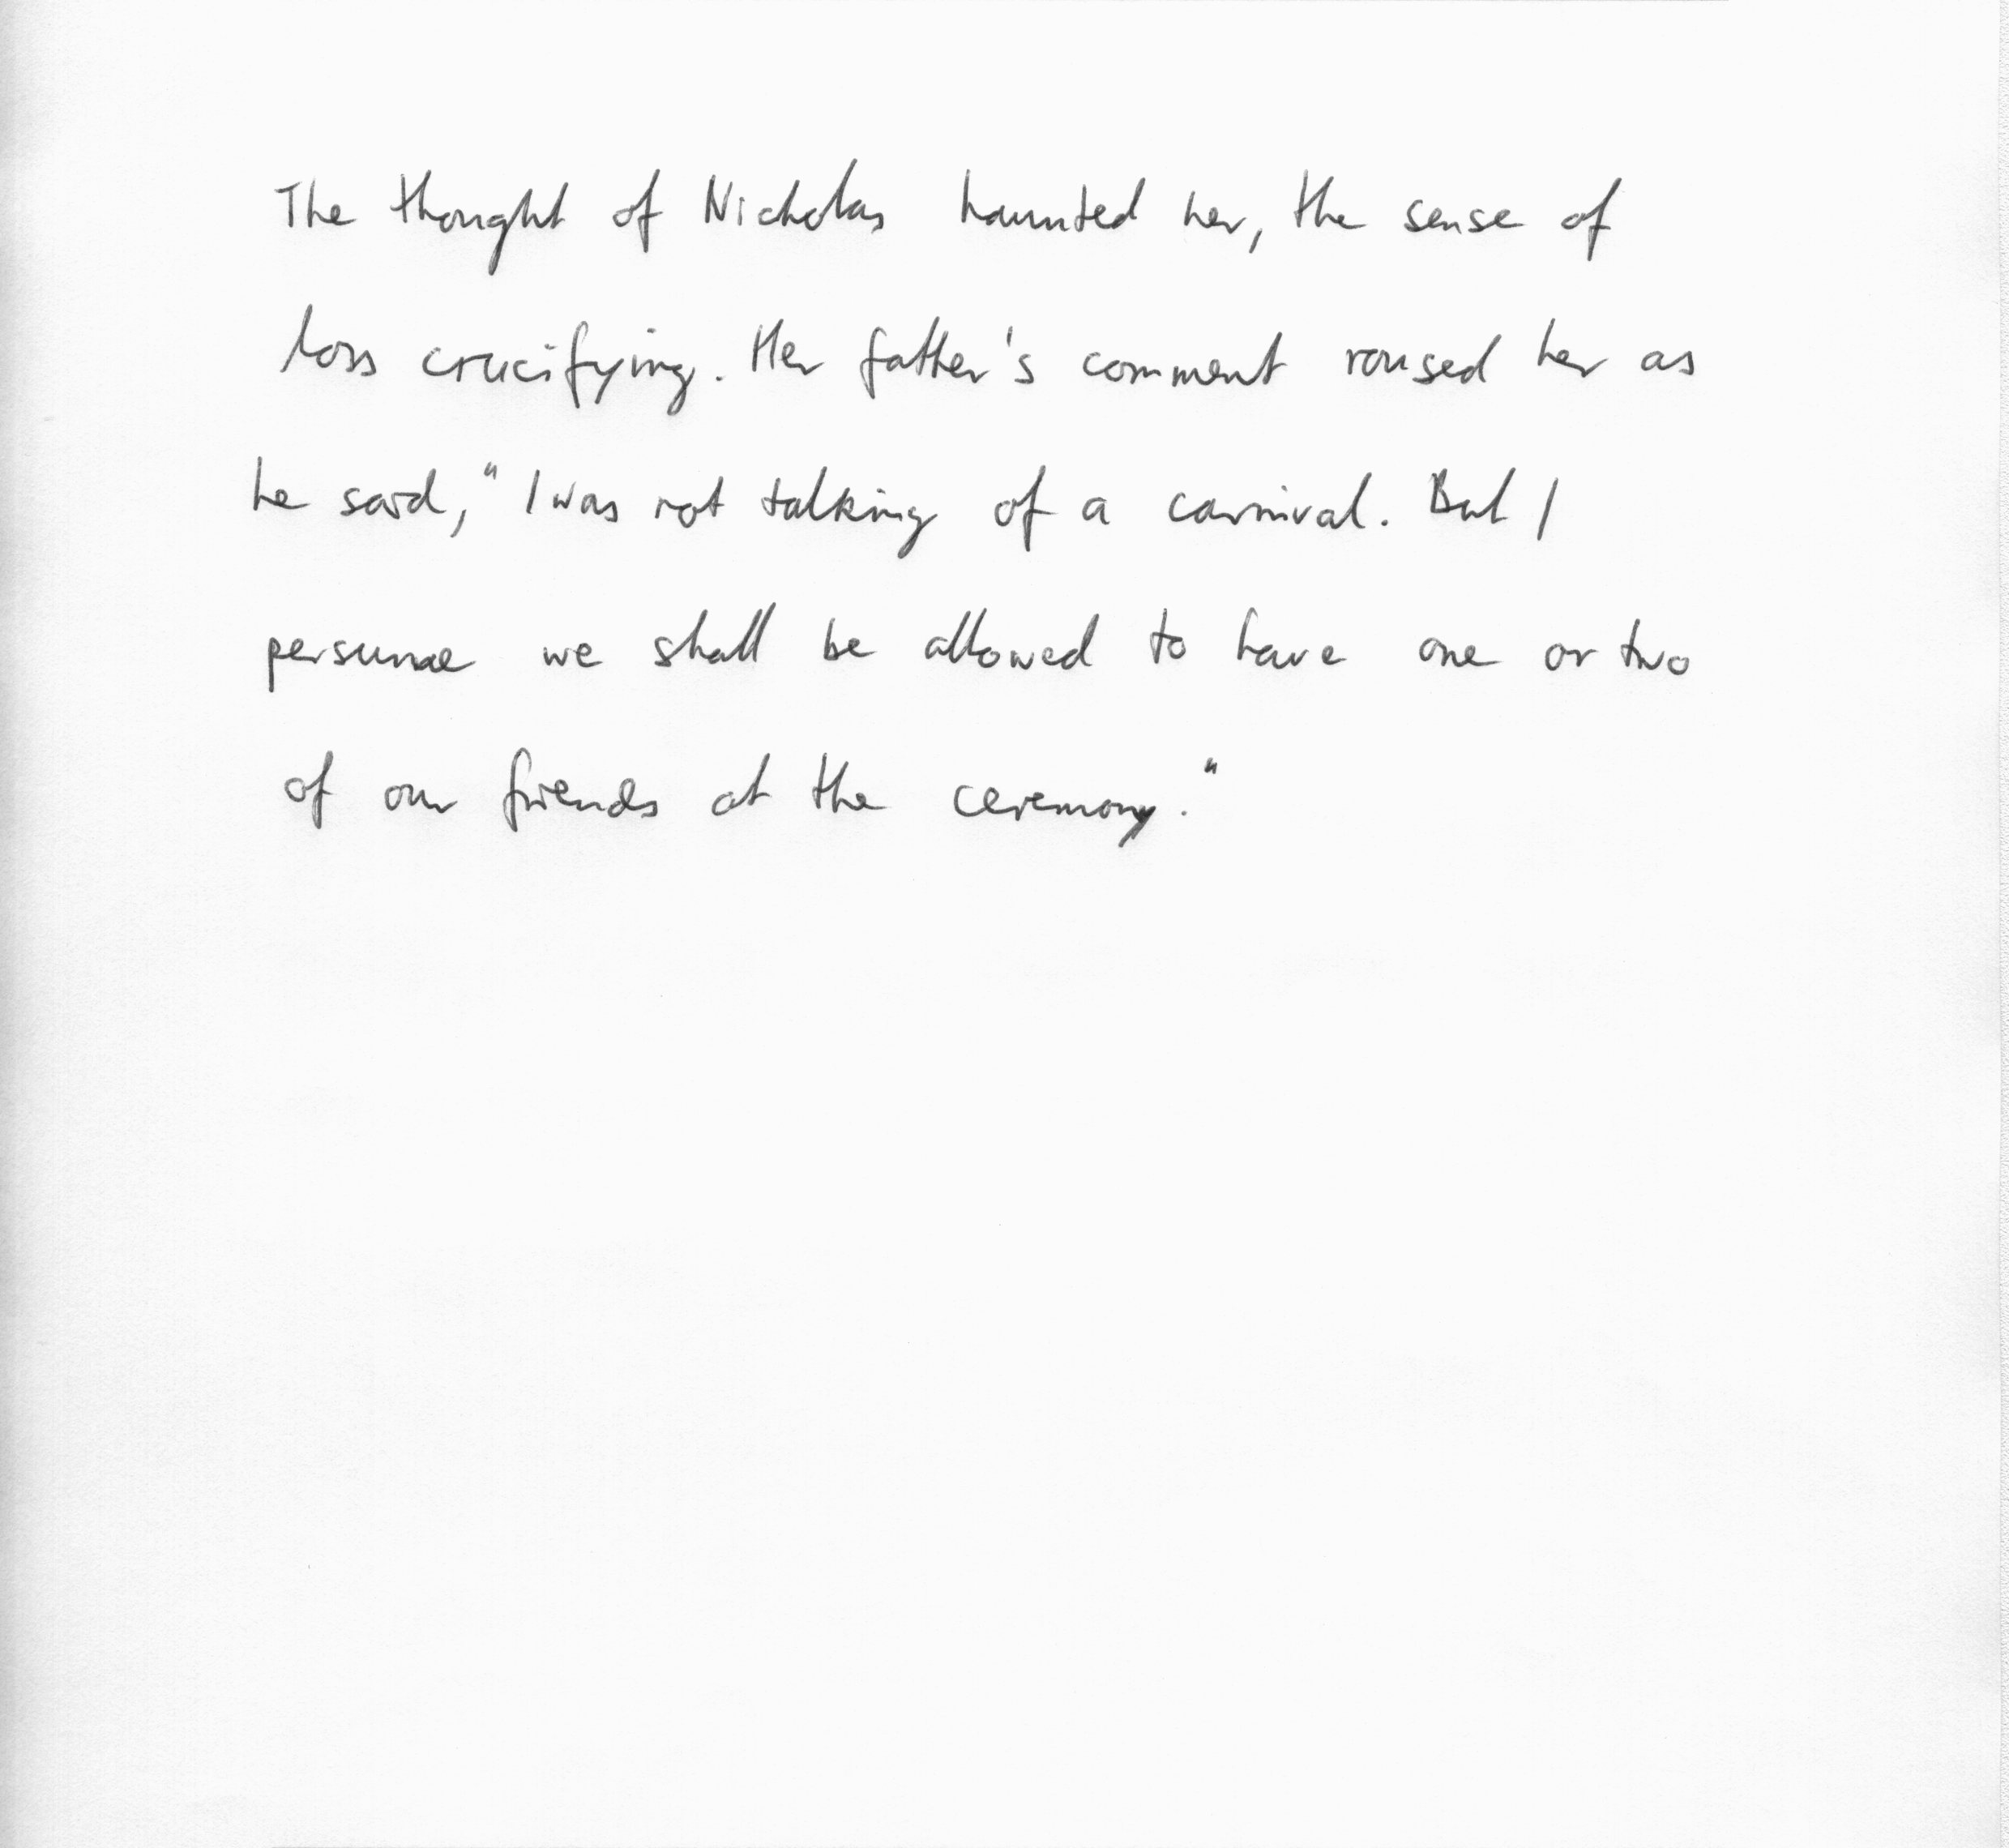 The thought of Nicholas haunted her, the sense of
loss crucifying. Her father's comment roused her as
he said, "I was not talking of a carnival. But I
persume we shall be allowed to have one or two
of our friends at the ceremony."